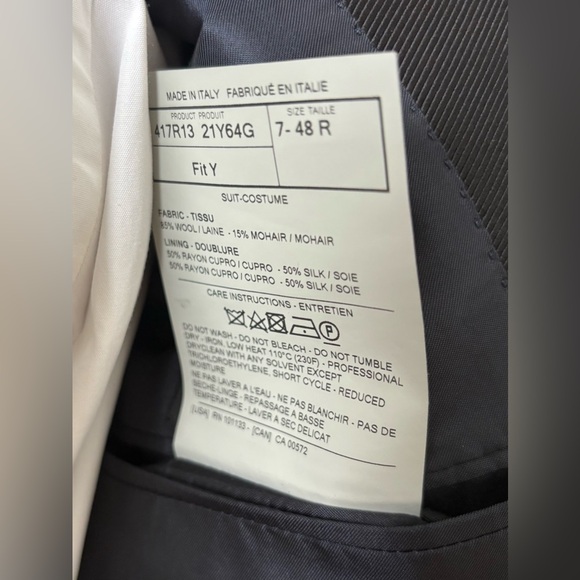 MADE IN ITALY FABRIQUÉ EN ITALIE
PRODUCT PRODUIT SIZE TAILLE
417R13 21Y64G 7- 48 R
Fit Y
SUIT-COSTUME
FABRIC - TISSU
85% WOOL / LAINE - 15% MOHAIR / MOHAIR
LINING - DOUBLURE
50% RAYON CUPRO / CUPRO - 50% SILK / SOIE
50% RAYON CUPRO / CUPRO - 50% SILK / SOIE
CARE INSTRUCTIONS - ENTRETIEN
P
DO NOT WASH - DO NOT BLEACH - DO NOT TUMBLE
DRY - IRON, LOW HEAT 110°C (230F) - PROFESSIONAL
DRYCLEAN WITH ANY SOLVENT EXCEPT
TRICHLOROETHYLENE, SHORT CYCLE - REDUCED
MOISTURE
NE PAS LAVER A L'EAU - NE PAS BLANCHIR - PAS DE
SECHE-LINGE - REPASSAGE A BASSE
TEMPERATURE - LAVER A SEC DELICAT
[USH] RN 101133 - [CAN] CA 00572